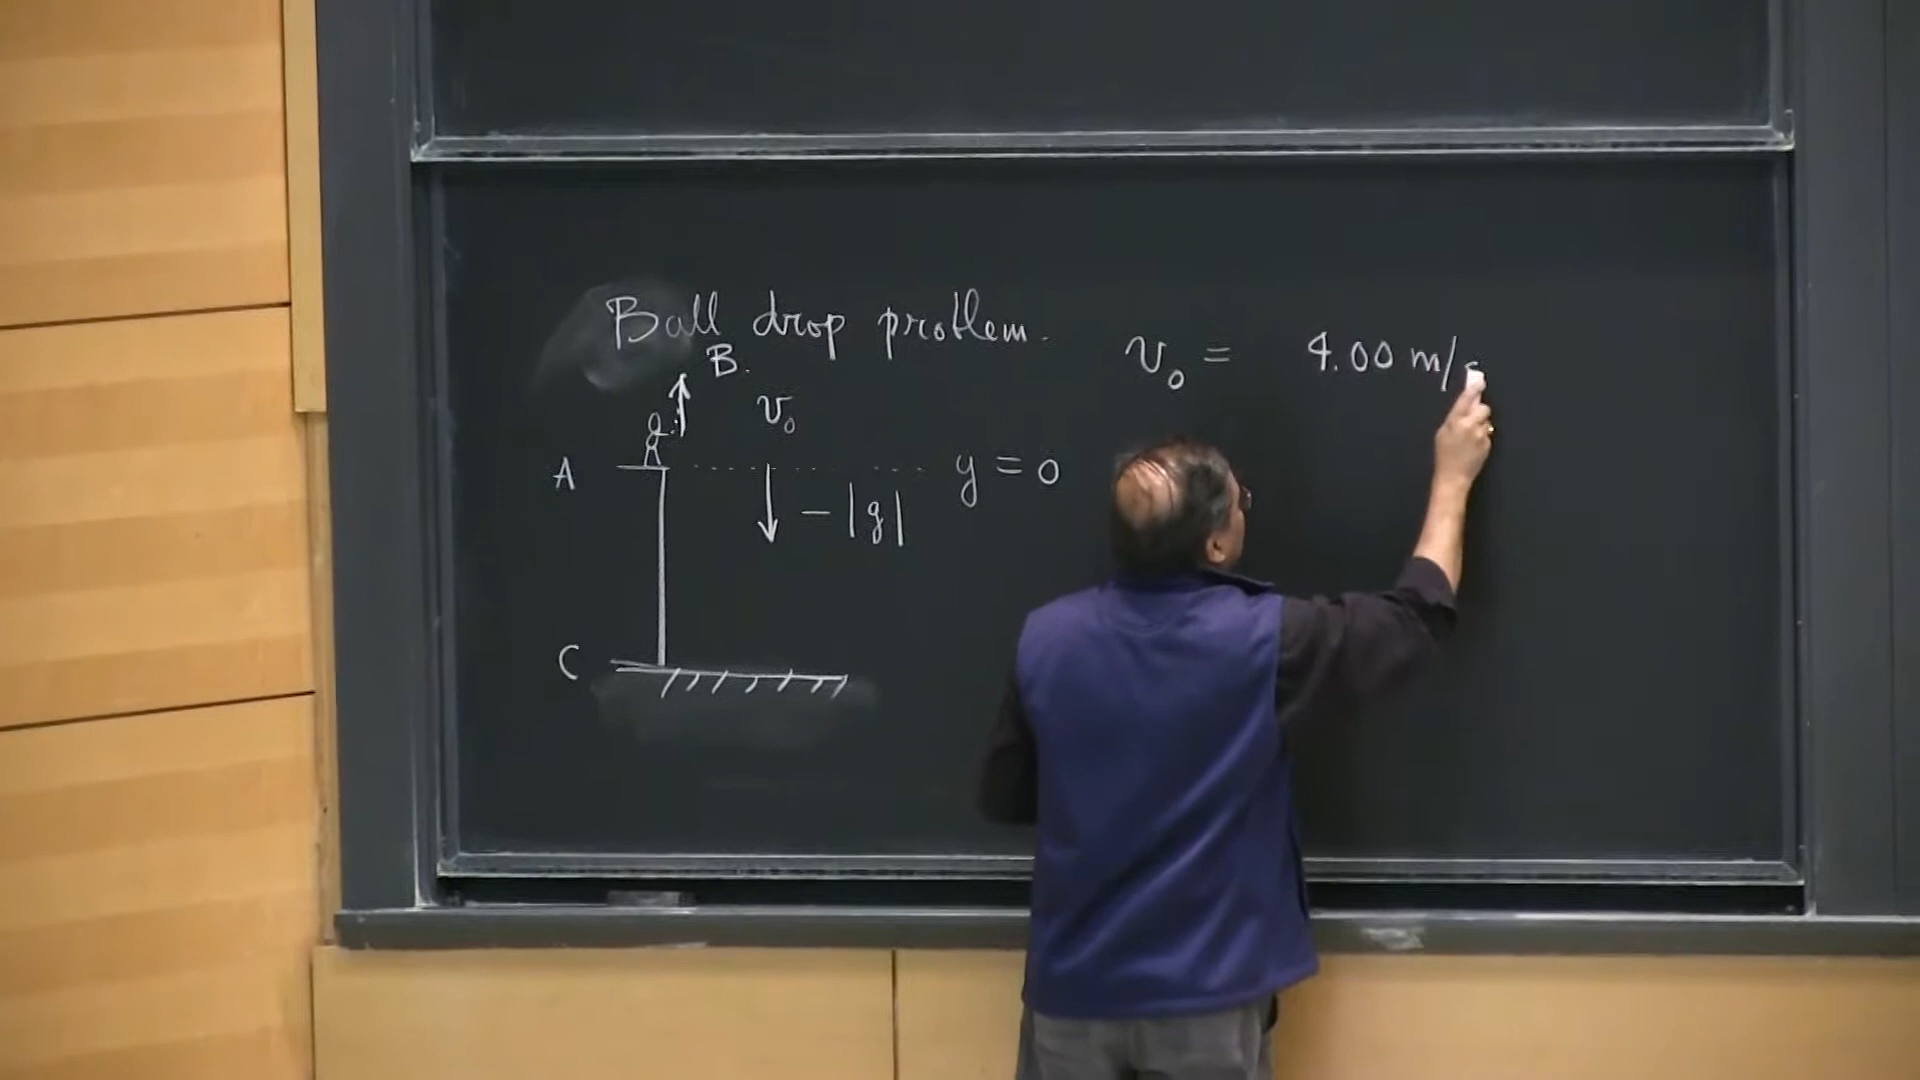 Ball drop problem.
B.
v₀ = 4.00 m/s
v₀
A
y = 0
- |g|
C